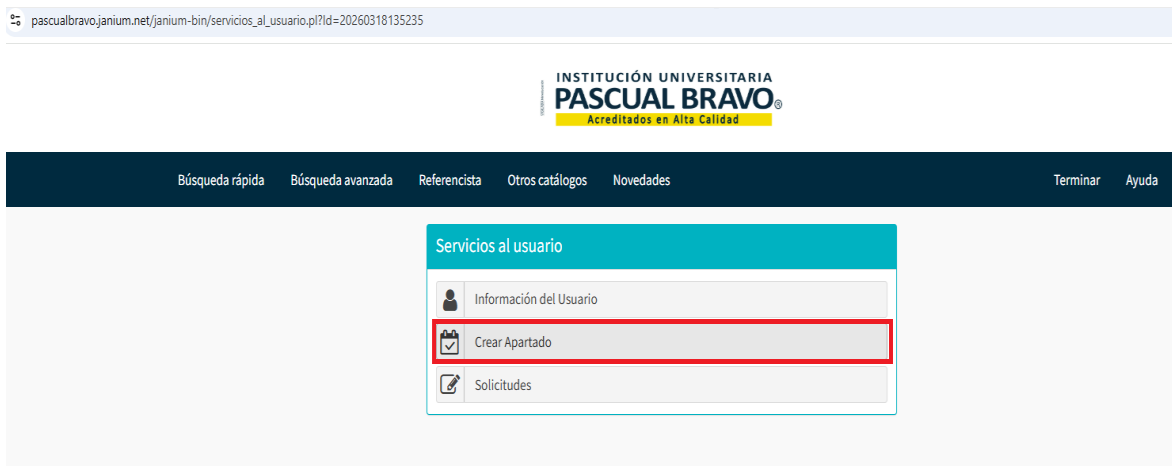 pascualbravo.janium.net/janium-bin/servicios_al_usuario.pl?Id=20260318135235
INSTITUCIÓN UNIVERSITARIA
PASCUAL BRAVO®
Acreditados en Alta Calidad
Búsqueda rápida Búsqueda avanzada Referencista Otros catálogos Novedades Terminar Ayuda
Servicios al usuario
Información del Usuario
Crear Apartado
Solicitudes